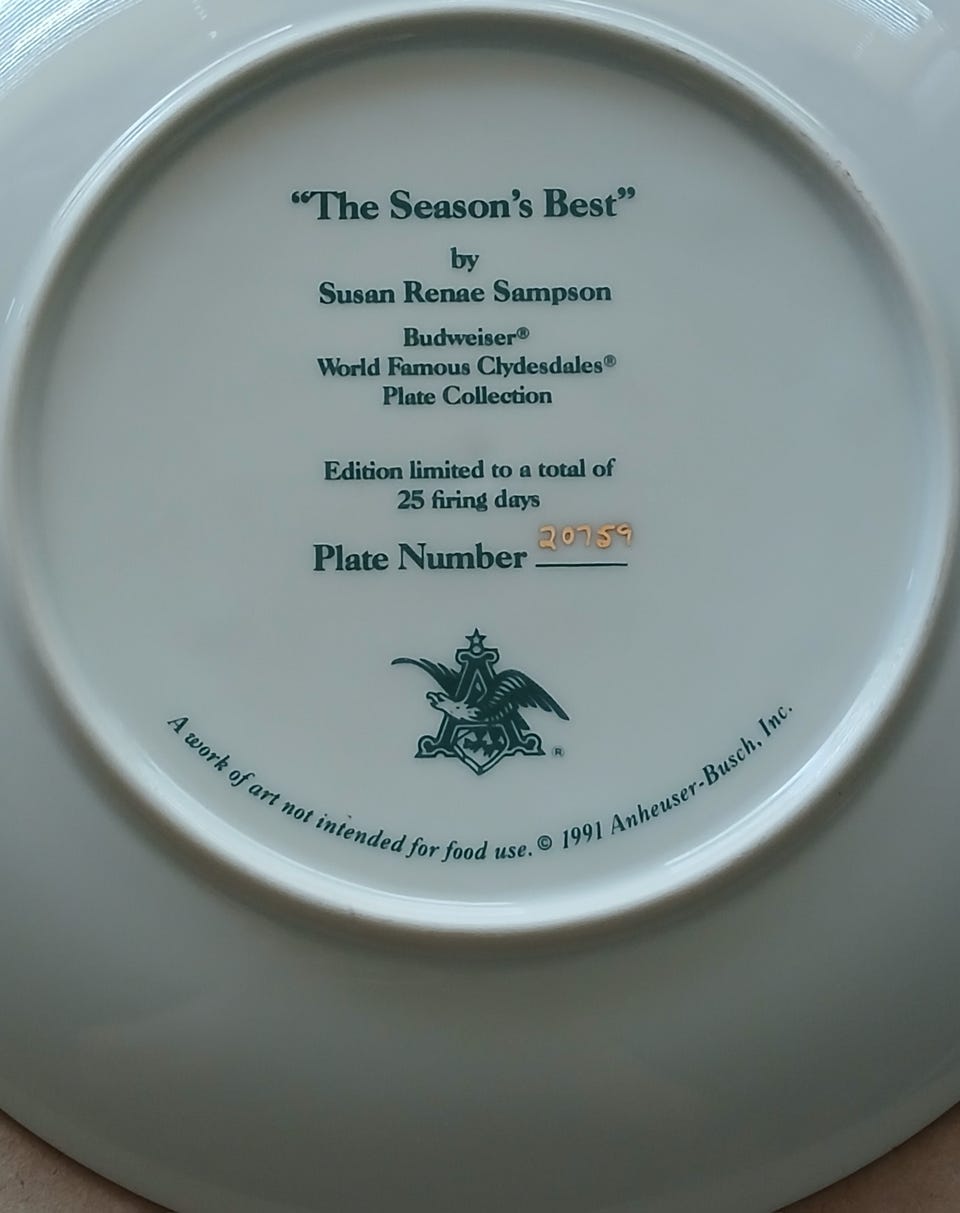 “The Season’s Best”
by
Susan Renae Sampson
Budweiser®
World Famous Clydesdales®
Plate Collection
Edition limited to a total of
25 firing days
Plate Number 20759
®
A work of art not intended for food use. © 1991 Anheuser-Busch, Inc.